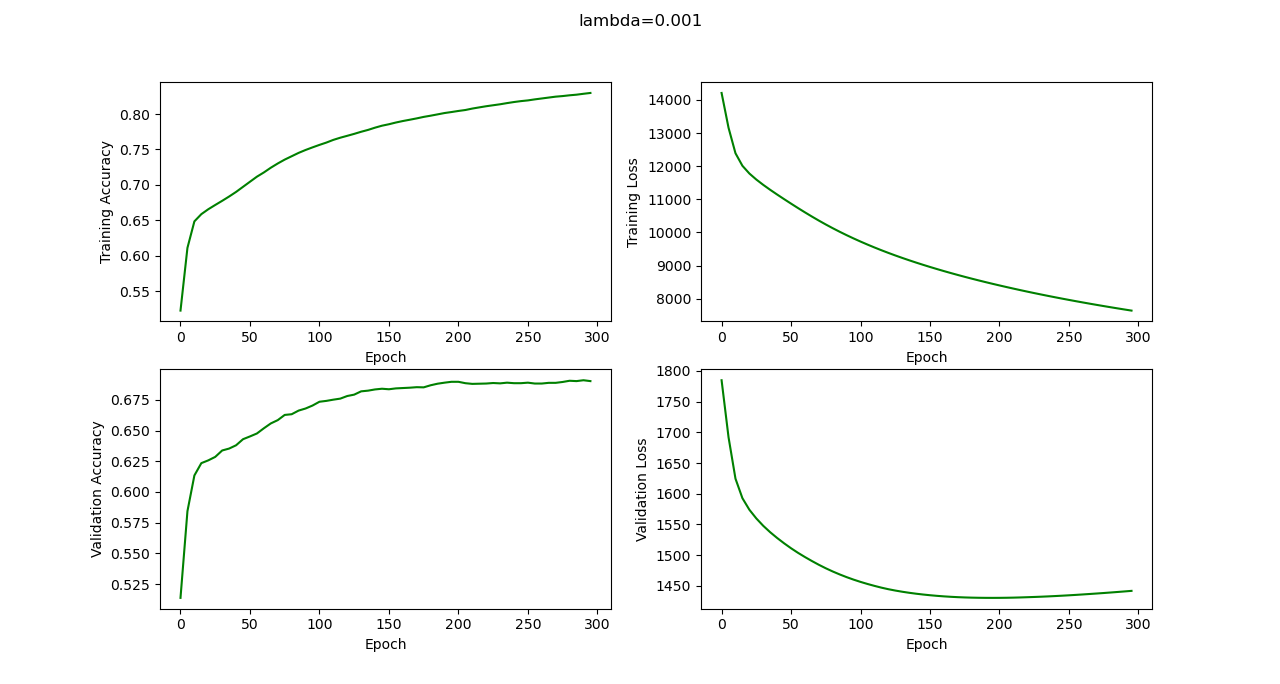 lambda=0.001
0.80
0.75
0.70
0.65
0.60
0.55
Training Accuracy
0 50 100 150 200 250 300
Epoch
14000
13000
12000
11000
10000
9000
8000
Training Loss
0 50 100 150 200 250 300
Epoch
0.675
0.650
0.625
0.600
0.575
0.550
0.525
Validation Accuracy
0 50 100 150 200 250 300
Epoch
1800
1750
1700
1650
1600
1550
1500
1450
Validation Loss
0 50 100 150 200 250 300
Epoch